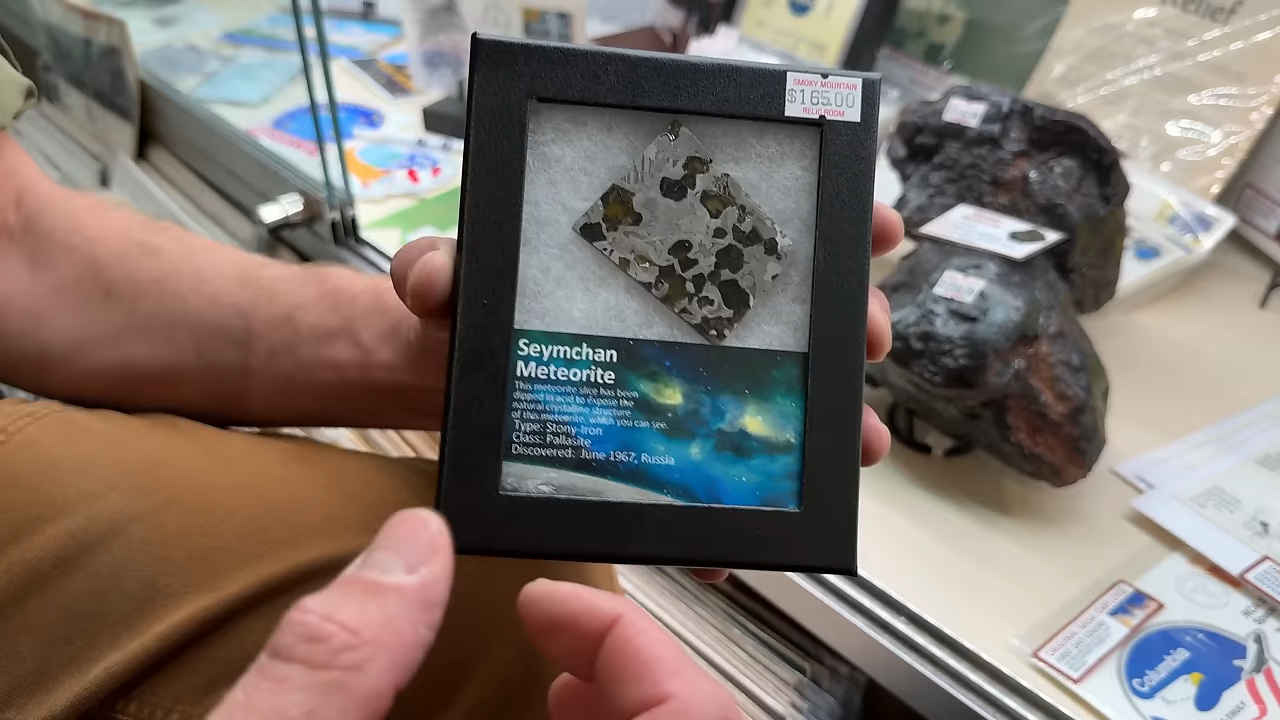 Relief
SMOKY MOUNTAIN
$165.00
RELIC ROOM
Seymchan
Meteorite
This meteorite slice has been
dipped in acid to expose the
natural crystalline structure
of this meteorite, which you can see.
Type: Stony-Iron
Class: Pallasite
Discovered: June 1967, Russia
Columbia